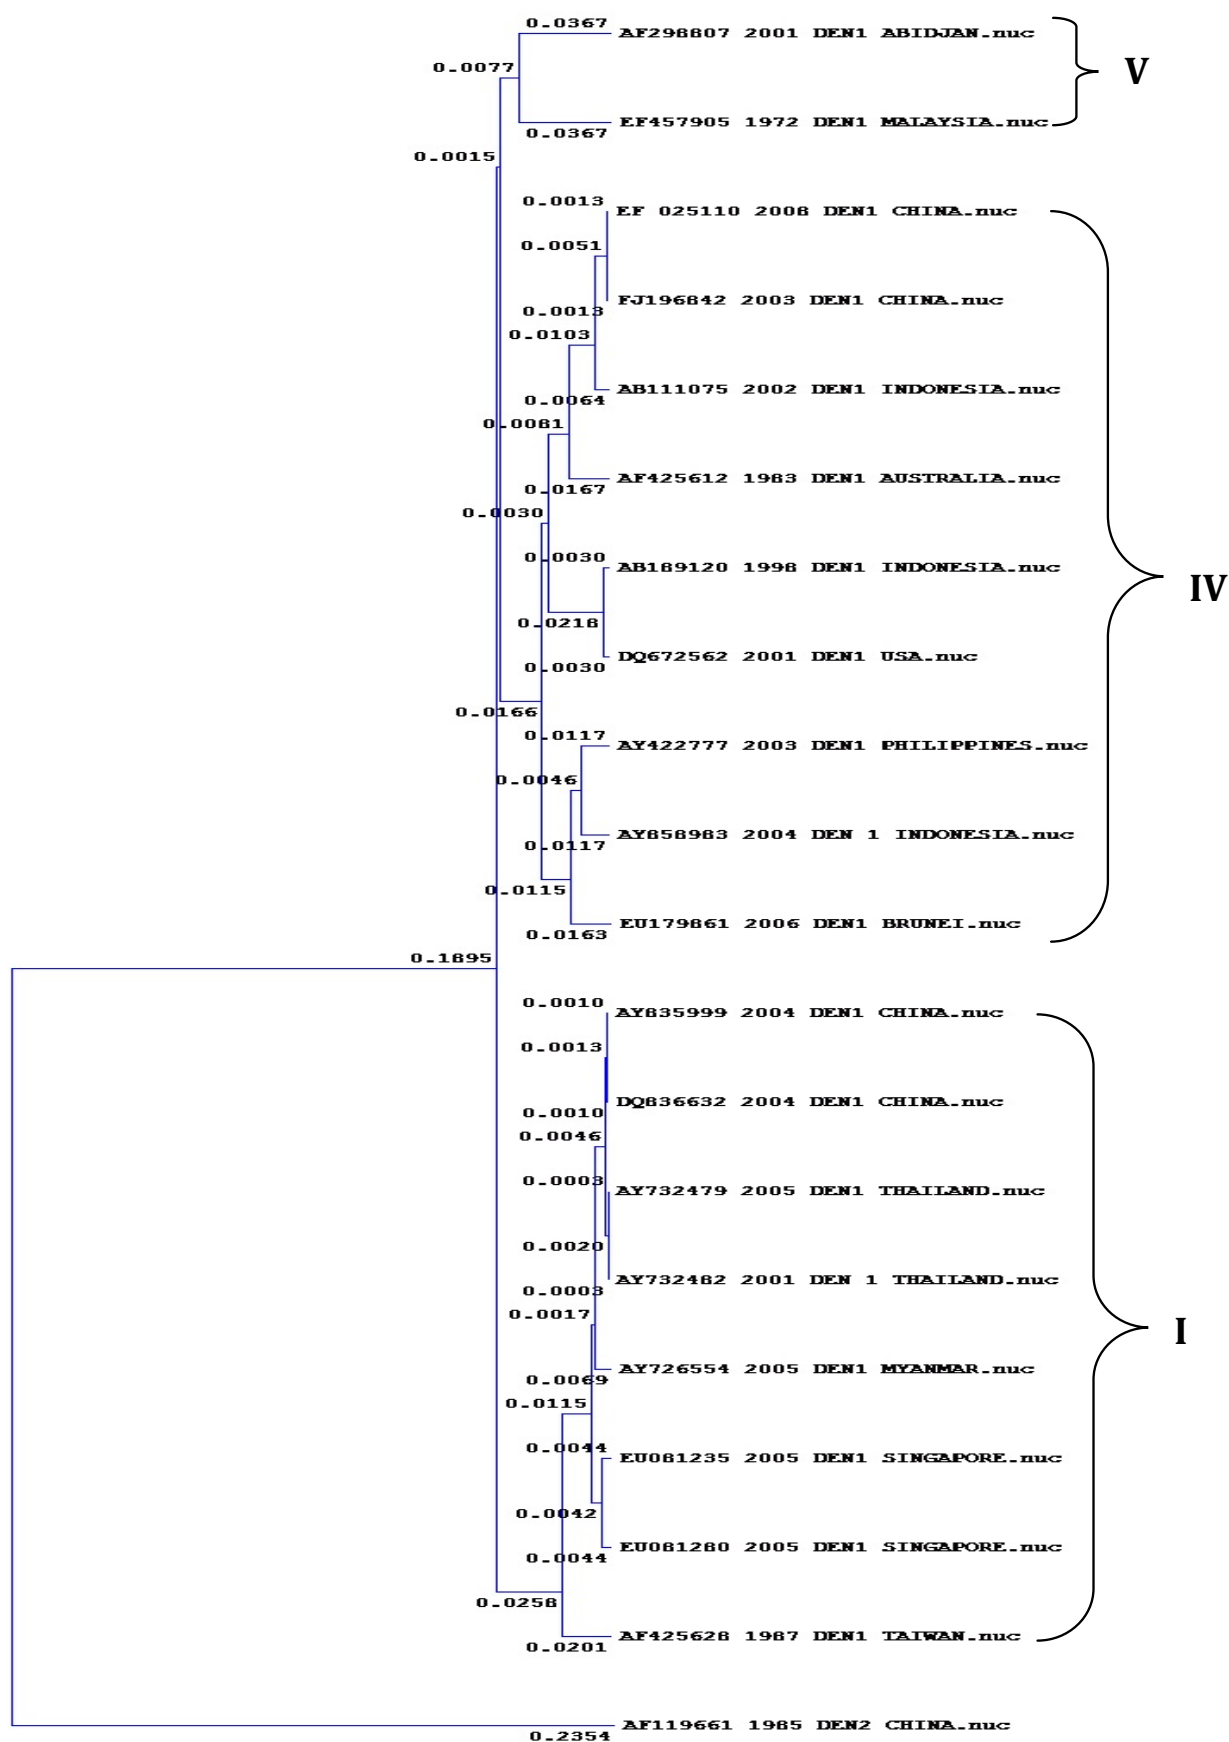 0.0367
AF298807 2001 DEN1 ABIDJAN.nuc
0.0077
V
EF457905 1972 DEN1 MALAYSIA.nuc
0.0367
0.0015
0.0013
EF 025110 2008 DEN1 CHINA.nuc
0.0051
FJ196842 2003 DEN1 CHINA.nuc
0.0013
0.0103
AB111075 2002 DEN1 INDONESIA.nuc
0.0064
0.0081
AF425612 1983 DEN1 AUSTRALIA.nuc
0.0167
0.0030
0.0030
AB189120 1998 DEN1 INDONESIA.nuc
IV
0.0218
DQ672562 2001 DEN1 USA.nuc
0.0030
0.0166
0.0117
AY422777 2003 DEN1 PHILIPPINES.nuc
0.0046
AY858983 2004 DEN 1 INDONESIA.nuc
0.0117
0.0115
EU179861 2006 DEN1 BRUNEI.nuc
0.0163
0.1895
0.0010
AY835999 2004 DEN1 CHINA.nuc
0.0013
DQ836632 2004 DEN1 CHINA.nuc
0.0010
0.0046
0.0003
AY732479 2005 DEN1 THAILAND.nuc
0.0020
AY732482 2001 DEN 1 THAILAND.nuc
0.0003
0.0017
I
AY726554 2005 DEN1 MYANMAR.nuc
0.0069
0.0115
0.0044
EU081235 2005 DEN1 SINGAPORE.nuc
0.0042
EU081280 2005 DEN1 SINGAPORE.nuc
0.0044
0.0258
AF425628 1987 DEN1 TAIWAN.nuc
0.0201
AF119661 1985 DEN2 CHINA.nuc
0.2354